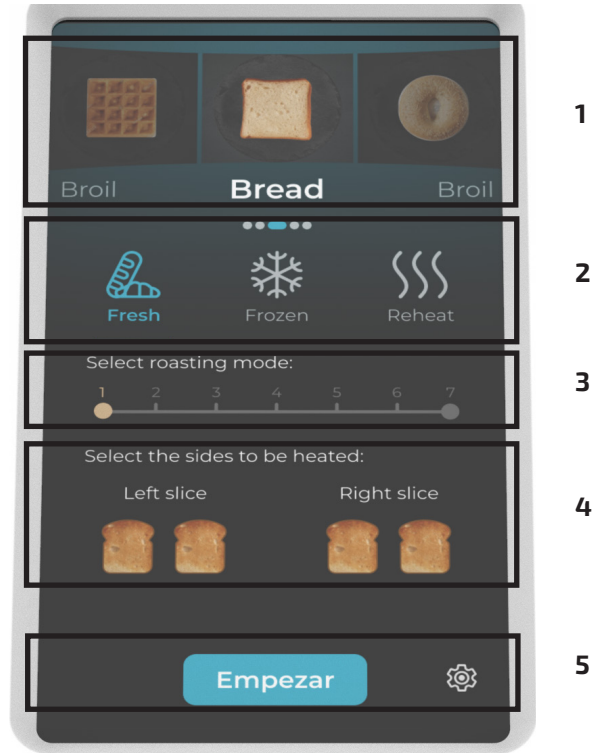 Broil Bread Broil
1
Fresh Frozen Reheat
2
Select roasting mode:
1 2 3 4 5 6 7
3
Select the sides to be heated:
Left slice Right slice
4
Empezar
5